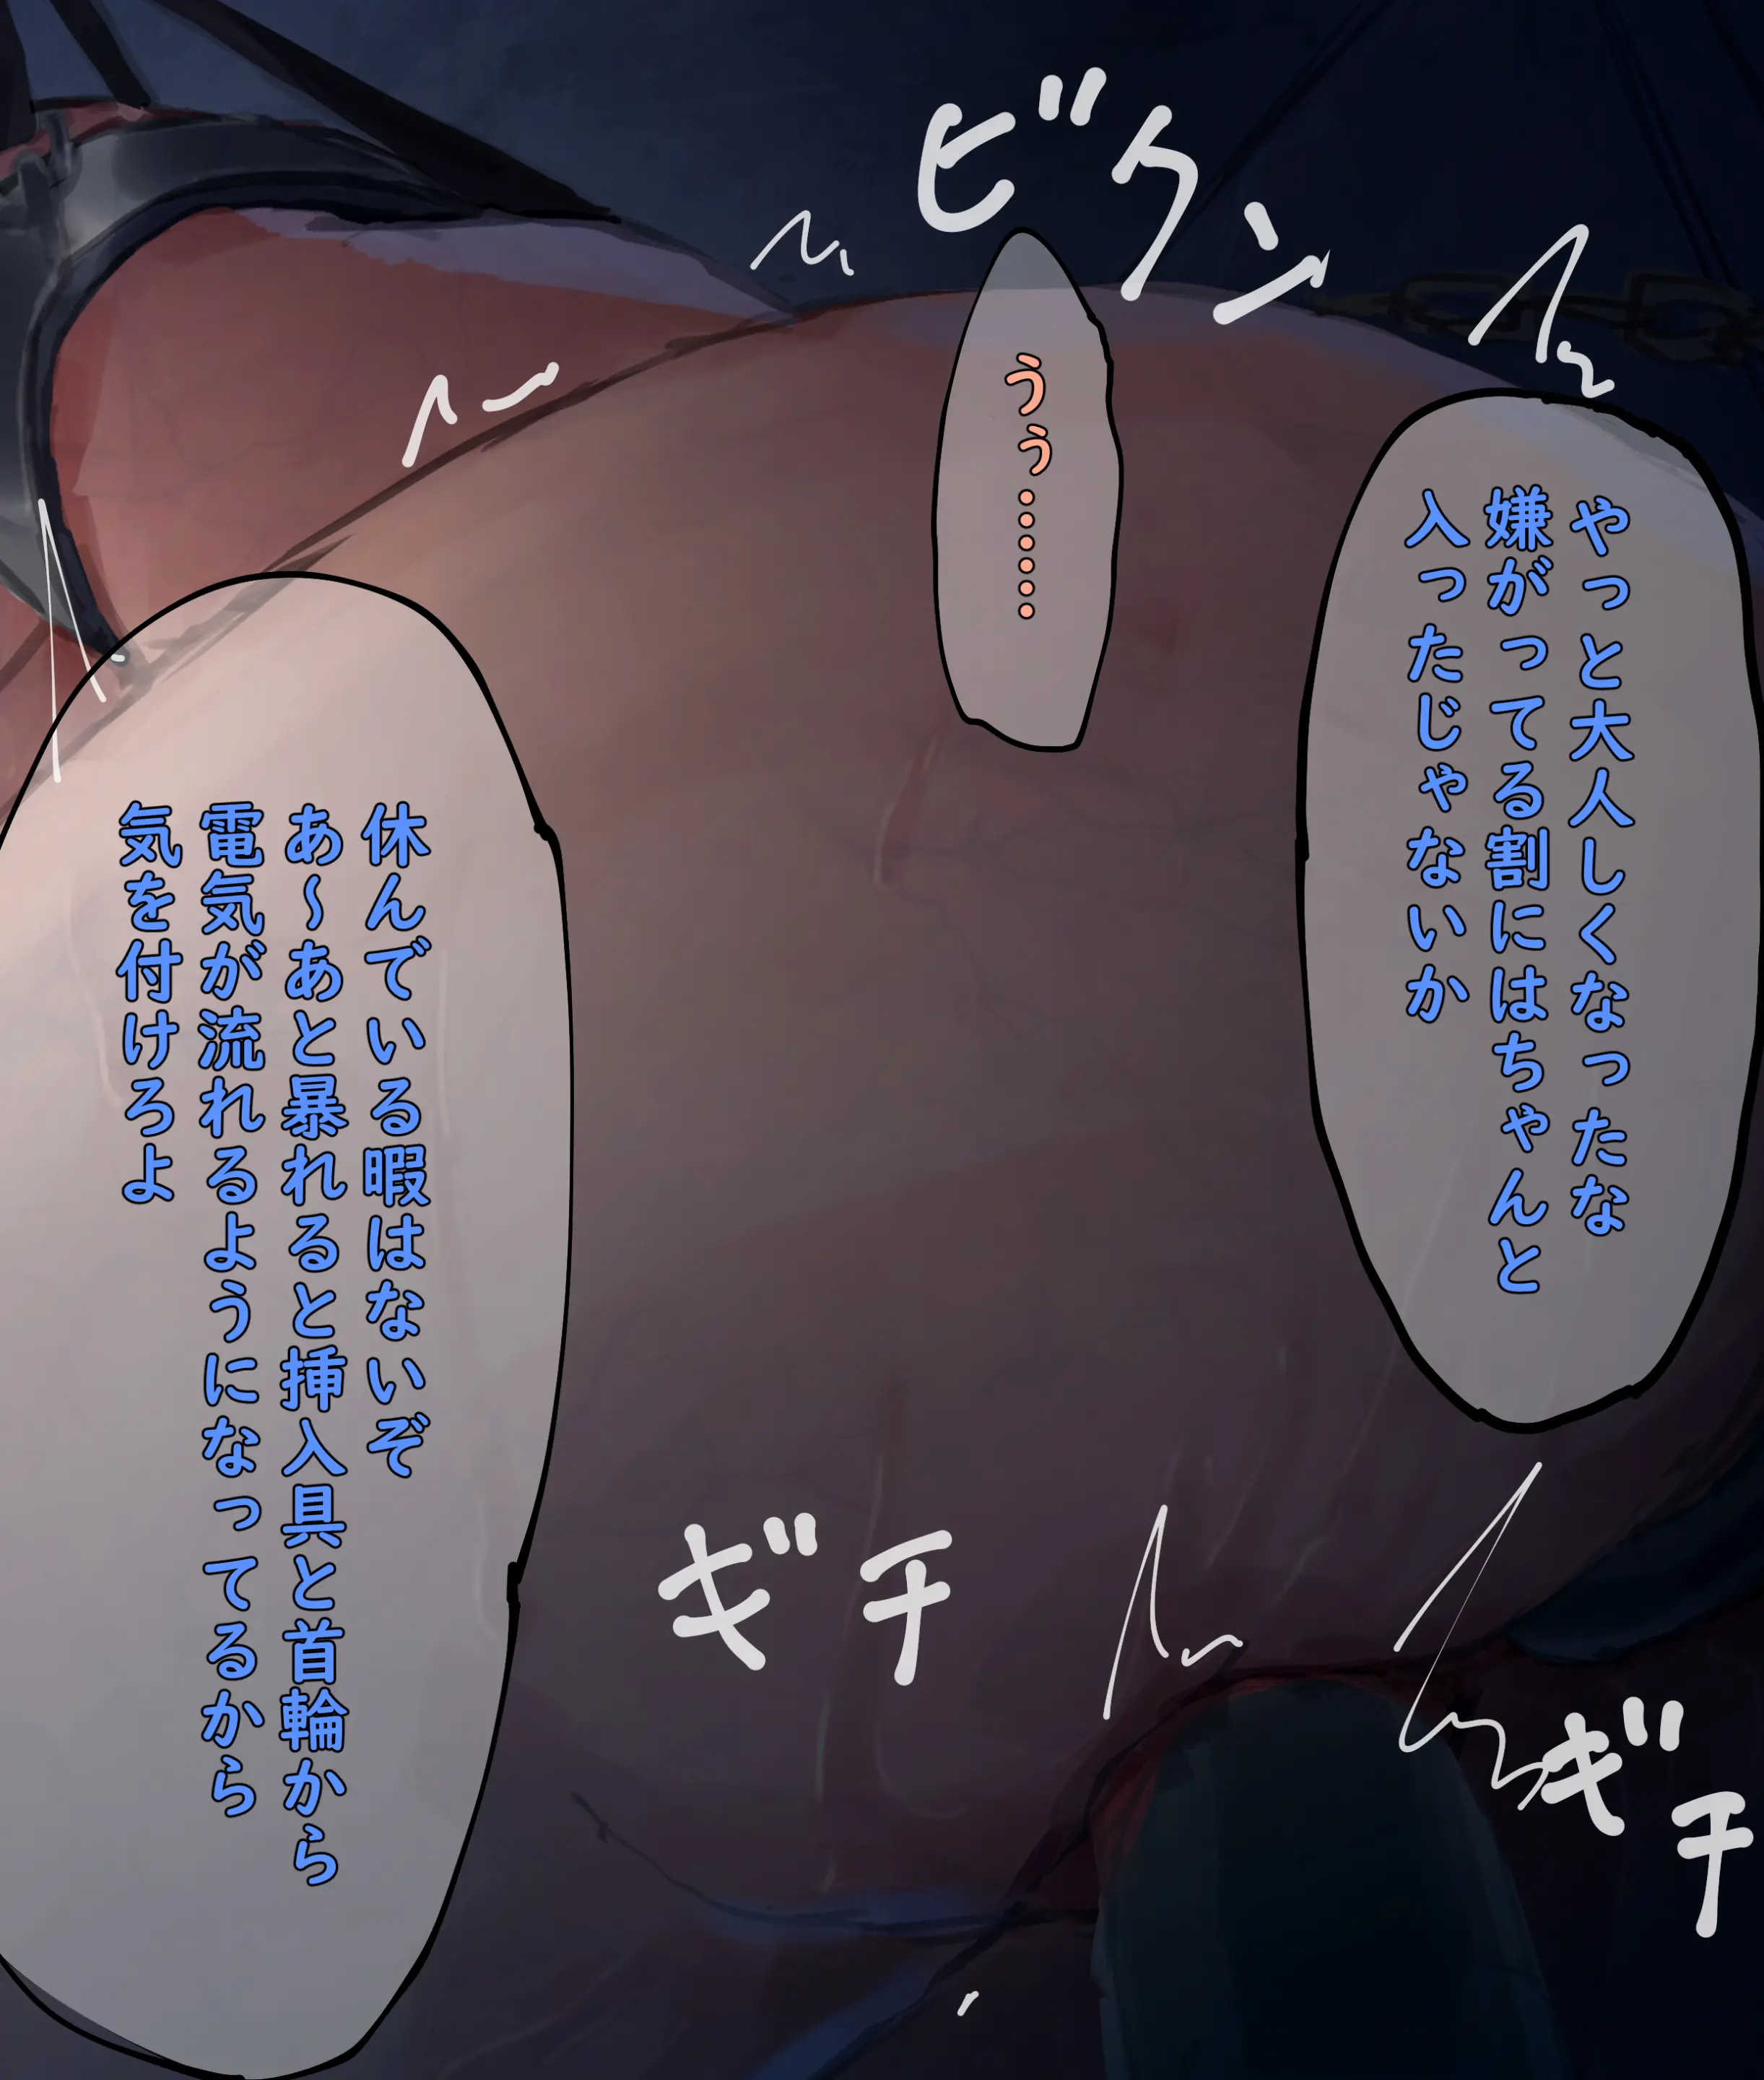 ビクン
やっと大人しくなったな
嫌がってる割にはちゃんと
入ったじゃないか
うう……
休んでいる暇はないぞ
あ～あと暴れると挿入具と首輪から
電気が流れるようになってるから
気を付けろよ
ギチ
ギチ